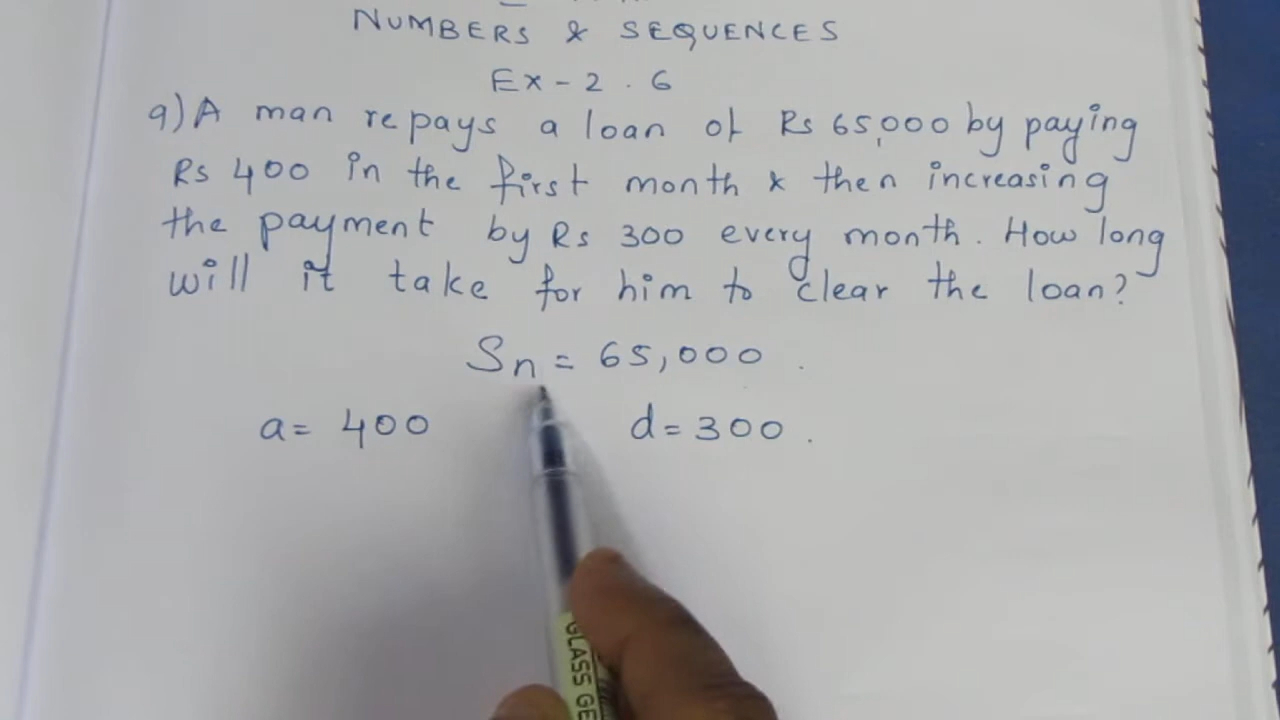 NUMBERS & SEQUENCES
Ex - 2 . 6
9) A man repays a loan of Rs 65,000 by paying
Rs 400 in the first month & then increasing
the payment by Rs 300 every month. How long
will it take for him to clear the loan?
Sn = 65,000 .
a = 400 d = 300 .
GLASS GE